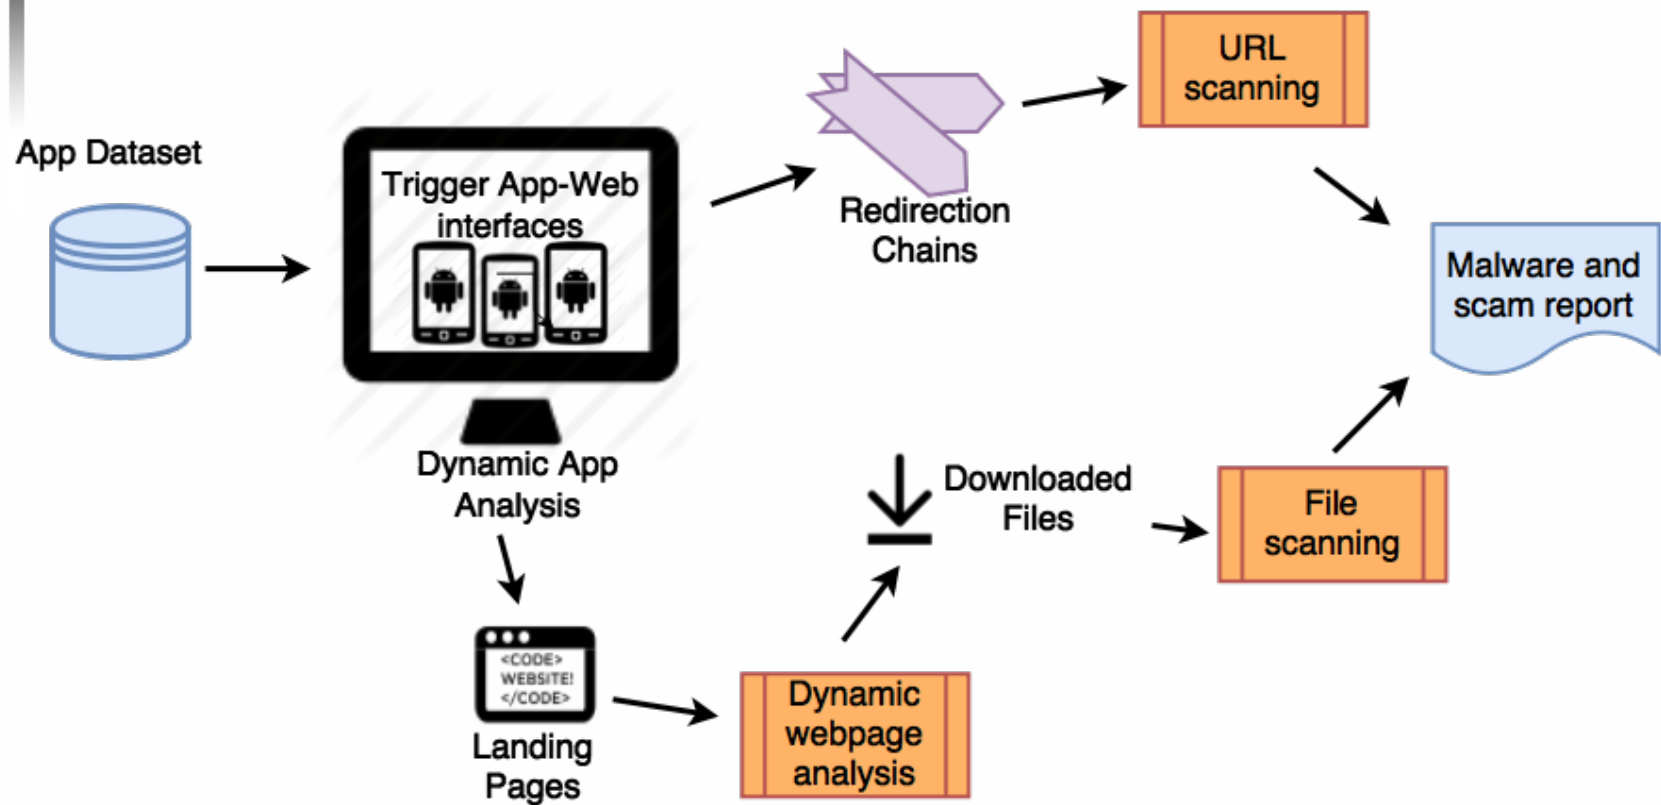 App Dataset
Trigger App-Web
interfaces
Dynamic App
Analysis
Redirection
Chains
URL
scanning
Malware and
scam report
Downloaded
Files
File
scanning
<CODE>
WEBSITE!
</CODE>
Landing
Pages
Dynamic
webpage
analysis